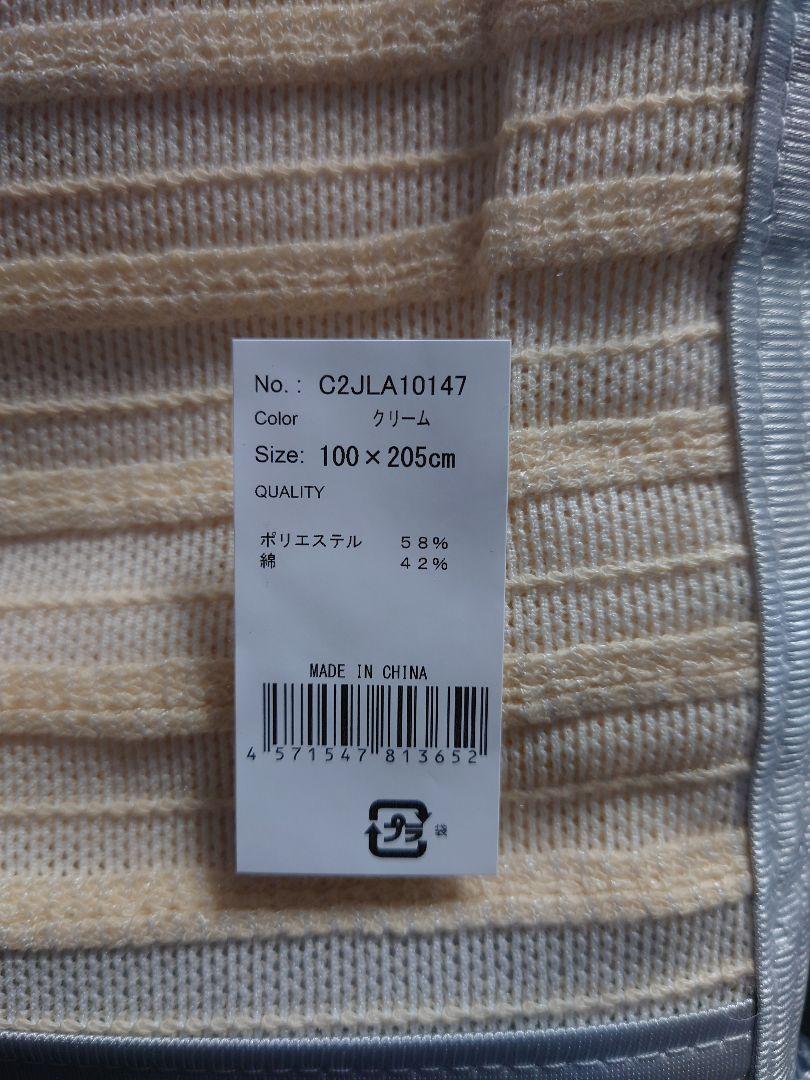 No.: C2JLA10147
Color クリーム
Size: 100×205cm
QUALITY
ポリエステル 58%
綿 42%
MADE IN CHINA
4 571547 813652
プラ